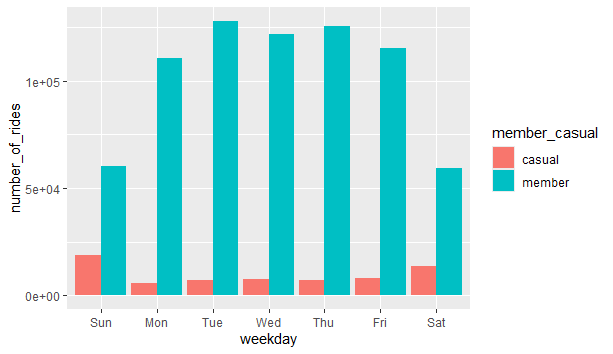 number_of_rides
1e+05
5e+04
0e+00
Sun Mon Tue Wed Thu Fri Sat
weekday
member_casual
casual
member